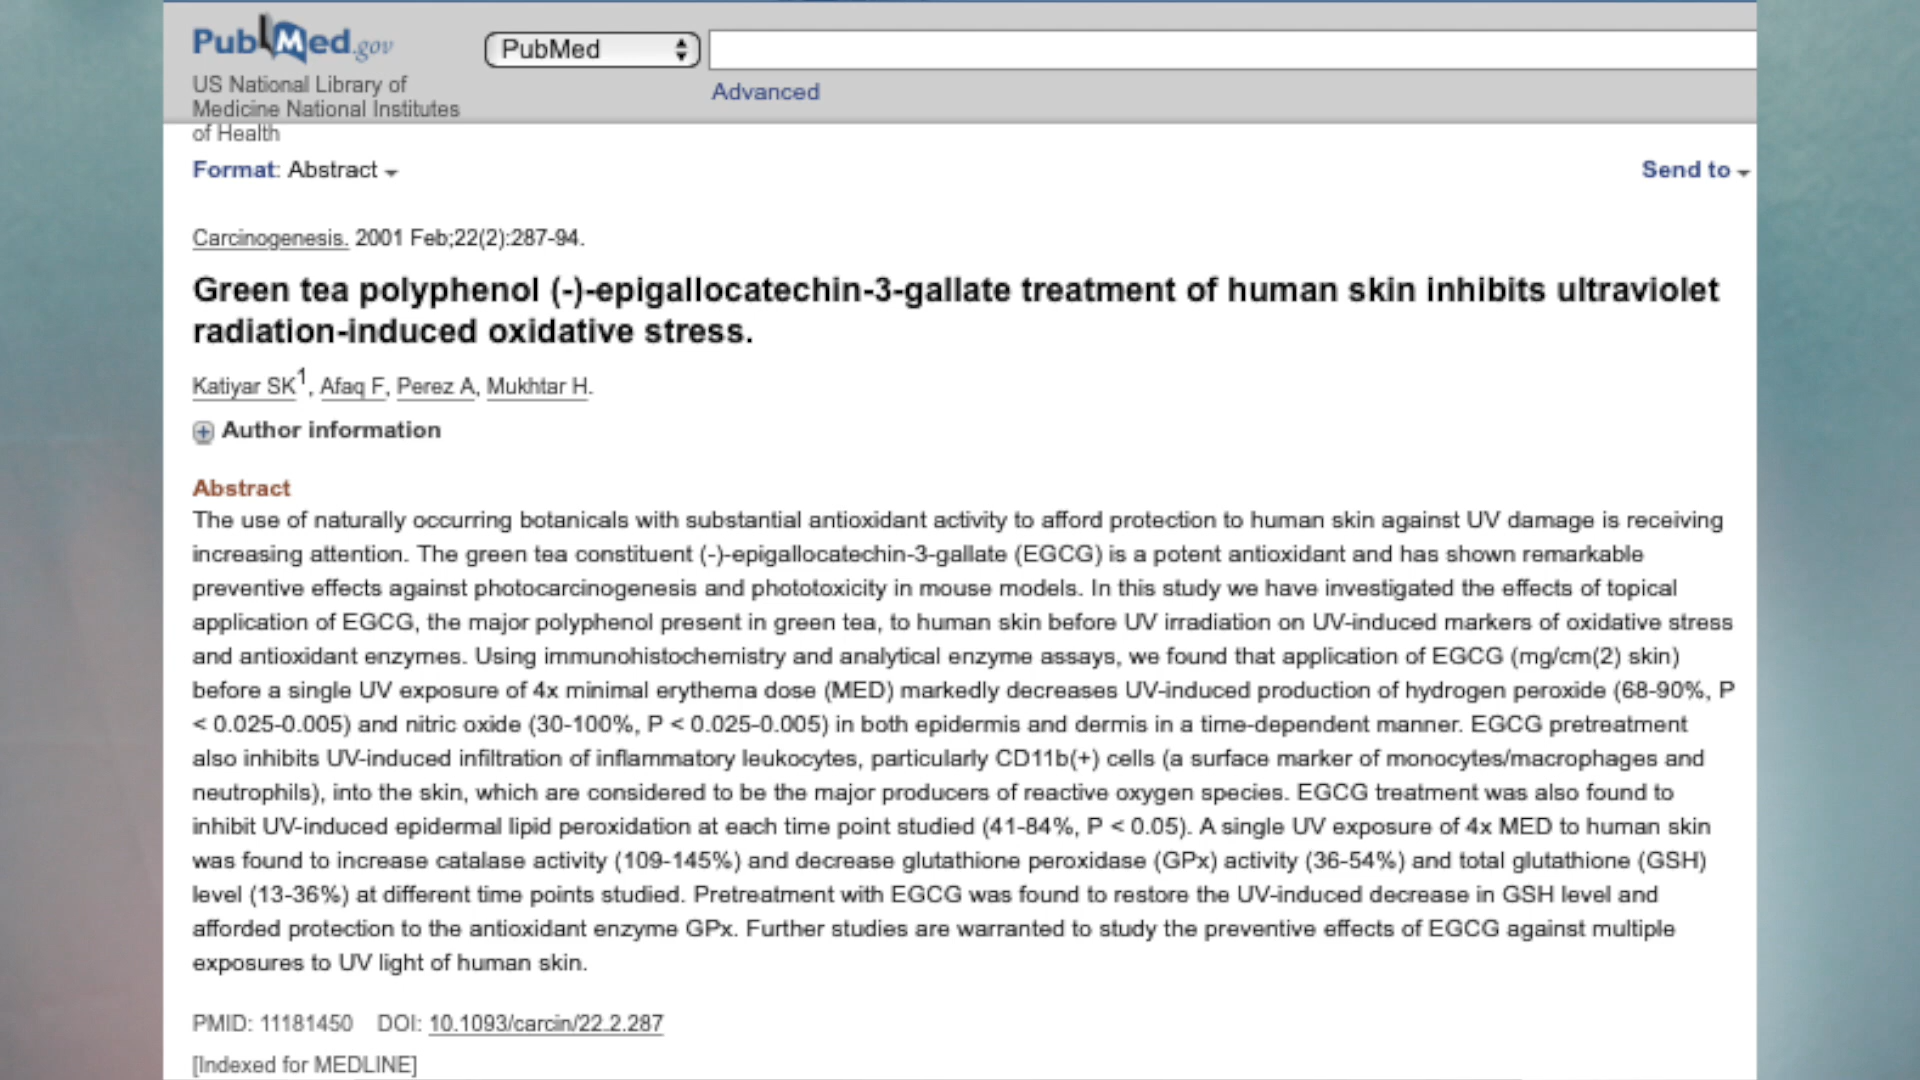 PubMed.gov
US National Library of
Medicine National Institutes
of Health
PubMed
Advanced
Format: Abstract
Send to
Carcinogenesis. 2001 Feb;22(2):287-94.
Green tea polyphenol (-)-epigallocatechin-3-gallate treatment of human skin inhibits ultraviolet
radiation-induced oxidative stress.
Katiyar SK1, Afaq F, Perez A, Mukhtar H.
Author information
Abstract
The use of naturally occurring botanicals with substantial antioxidant activity to afford protection to human skin against UV damage is receiving
increasing attention. The green tea constituent (-)-epigallocatechin-3-gallate (EGCG) is a potent antioxidant and has shown remarkable
preventive effects against photocarcinogenesis and phototoxicity in mouse models. In this study we have investigated the effects of topical
application of EGCG, the major polyphenol present in green tea, to human skin before UV irradiation on UV-induced markers of oxidative stress
and antioxidant enzymes. Using immunohistochemistry and analytical enzyme assays, we found that application of EGCG (mg/cm(2) skin)
before a single UV exposure of 4x minimal erythema dose (MED) markedly decreases UV-induced production of hydrogen peroxide (68-90%, P
< 0.025-0.005) and nitric oxide (30-100%, P < 0.025-0.005) in both epidermis and dermis in a time-dependent manner. EGCG pretreatment
also inhibits UV-induced infiltration of inflammatory leukocytes, particularly CD11b(+) cells (a surface marker of monocytes/macrophages and
neutrophils), into the skin, which are considered to be the major producers of reactive oxygen species. EGCG treatment was also found to
inhibit UV-induced epidermal lipid peroxidation at each time point studied (41-84%, P < 0.05). A single UV exposure of 4x MED to human skin
was found to increase catalase activity (109-145%) and decrease glutathione peroxidase (GPx) activity (36-54%) and total glutathione (GSH)
level (13-36%) at different time points studied. Pretreatment with EGCG was found to restore the UV-induced decrease in GSH level and
afforded protection to the antioxidant enzyme GPx. Further studies are warranted to study the preventive effects of EGCG against multiple
exposures to UV light of human skin.
PMID: 11181450 DOI: 10.1093/carcin/22.2.287
[Indexed for MEDLINE]